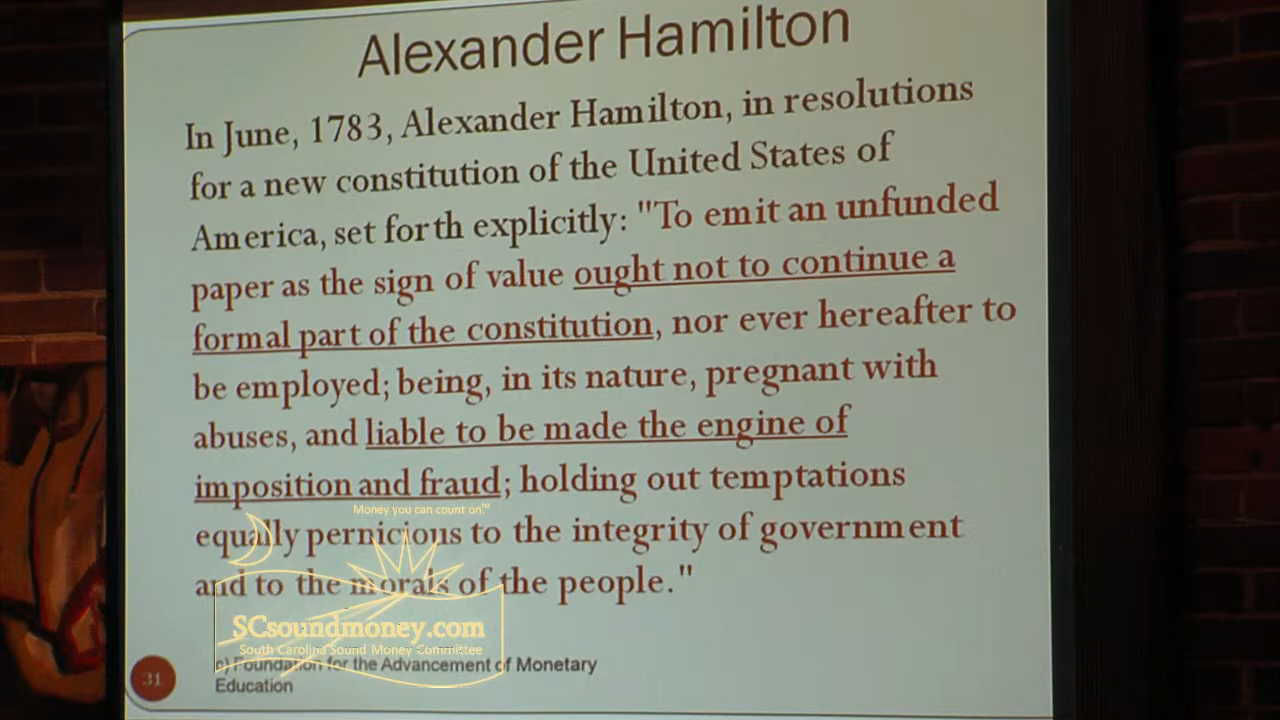 Alexander Hamilton
In June, 1783, Alexander Hamilton, in resolutions
for a new constitution of the United States of
America, set forth explicitly: "To emit an unfunded
paper as the sign of value ought not to continue a
formal part of the constitution, nor ever hereafter to
be employed; being, in its nature, pregnant with
abuses, and liable to be made the engine of
imposition and fraud; holding out temptations
equally pernicious to the integrity of government
and to the morals of the people."
Money you can count on.™
SCsoundmoney.com
South Carolina Sound Money Committee
c) Foundation for the Advancement of Monetary
Education
31